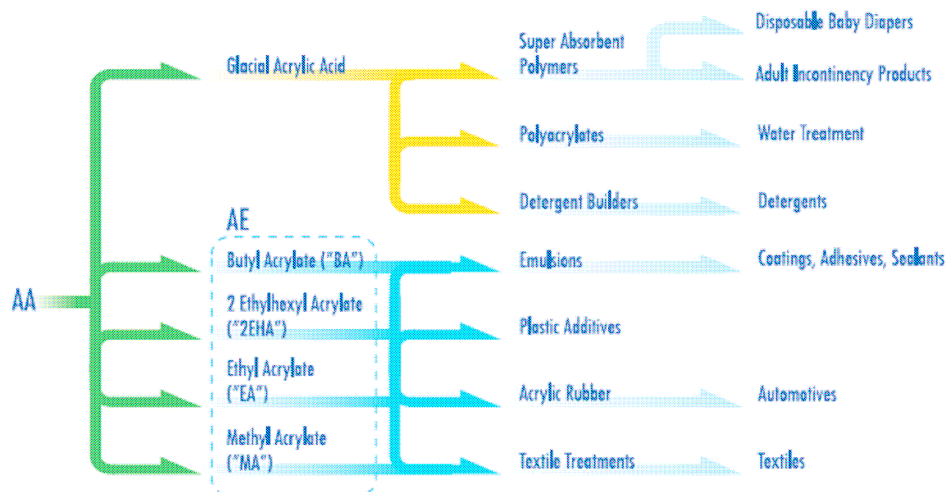 Disposable Baby Diapers
Glacial Acrylic Acid
Super Absorbent
Polymers
Adult Incontinency Products
Polyacrylates
Water Treatment
Detergent Builders
Detergents
AE
Butyl Acrylate ("BA")
Emulsions
Coatings, Adhesives, Sealants
AA
2 Ethylhexyl Acrylate
("2EHA")
Plastic Additives
Ethyl Acrylate
("EA")
Acrylic Rubber
Automotives
Methyl Acrylate
("MA")
Textile Treatments
Textiles